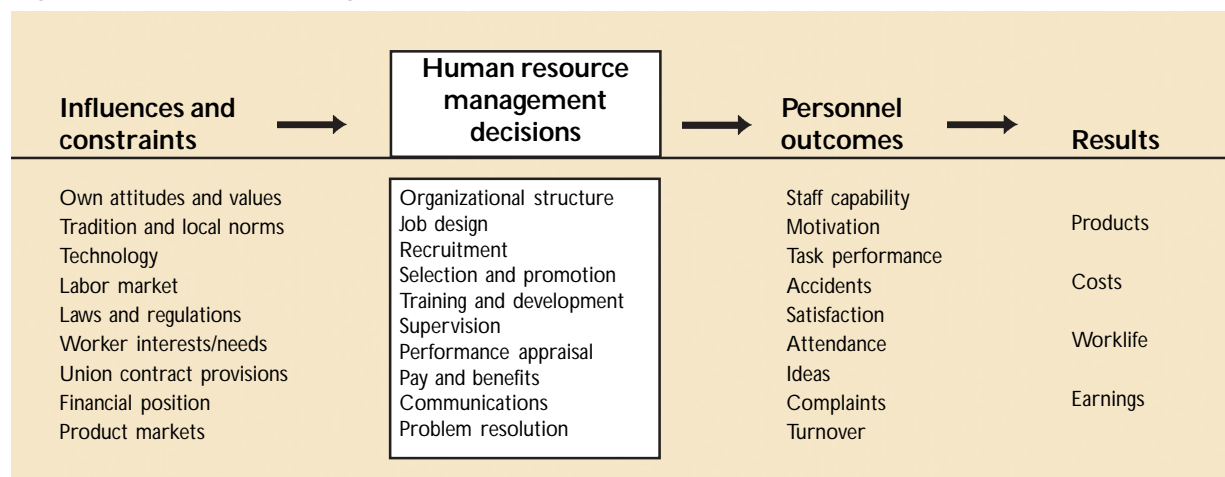 Influences and
constraints
Own attitudes and values
Tradition and local norms
Technology
Labor market
Laws and regulations
Worker interests/needs
Union contract provisions
Financial position
Product markets
Human resource
management
decisions
Organizational structure
Job design
Recruitment
Selection and promotion
Training and development
Supervision
Performance appraisal
Pay and benefits
Communications
Problem resolution
Personnel
outcomes
Staff capability
Motivation
Task performance
Accidents
Satisfaction
Attendance
Ideas
Complaints
Turnover
Results
Products
Costs
Worklife
Earnings